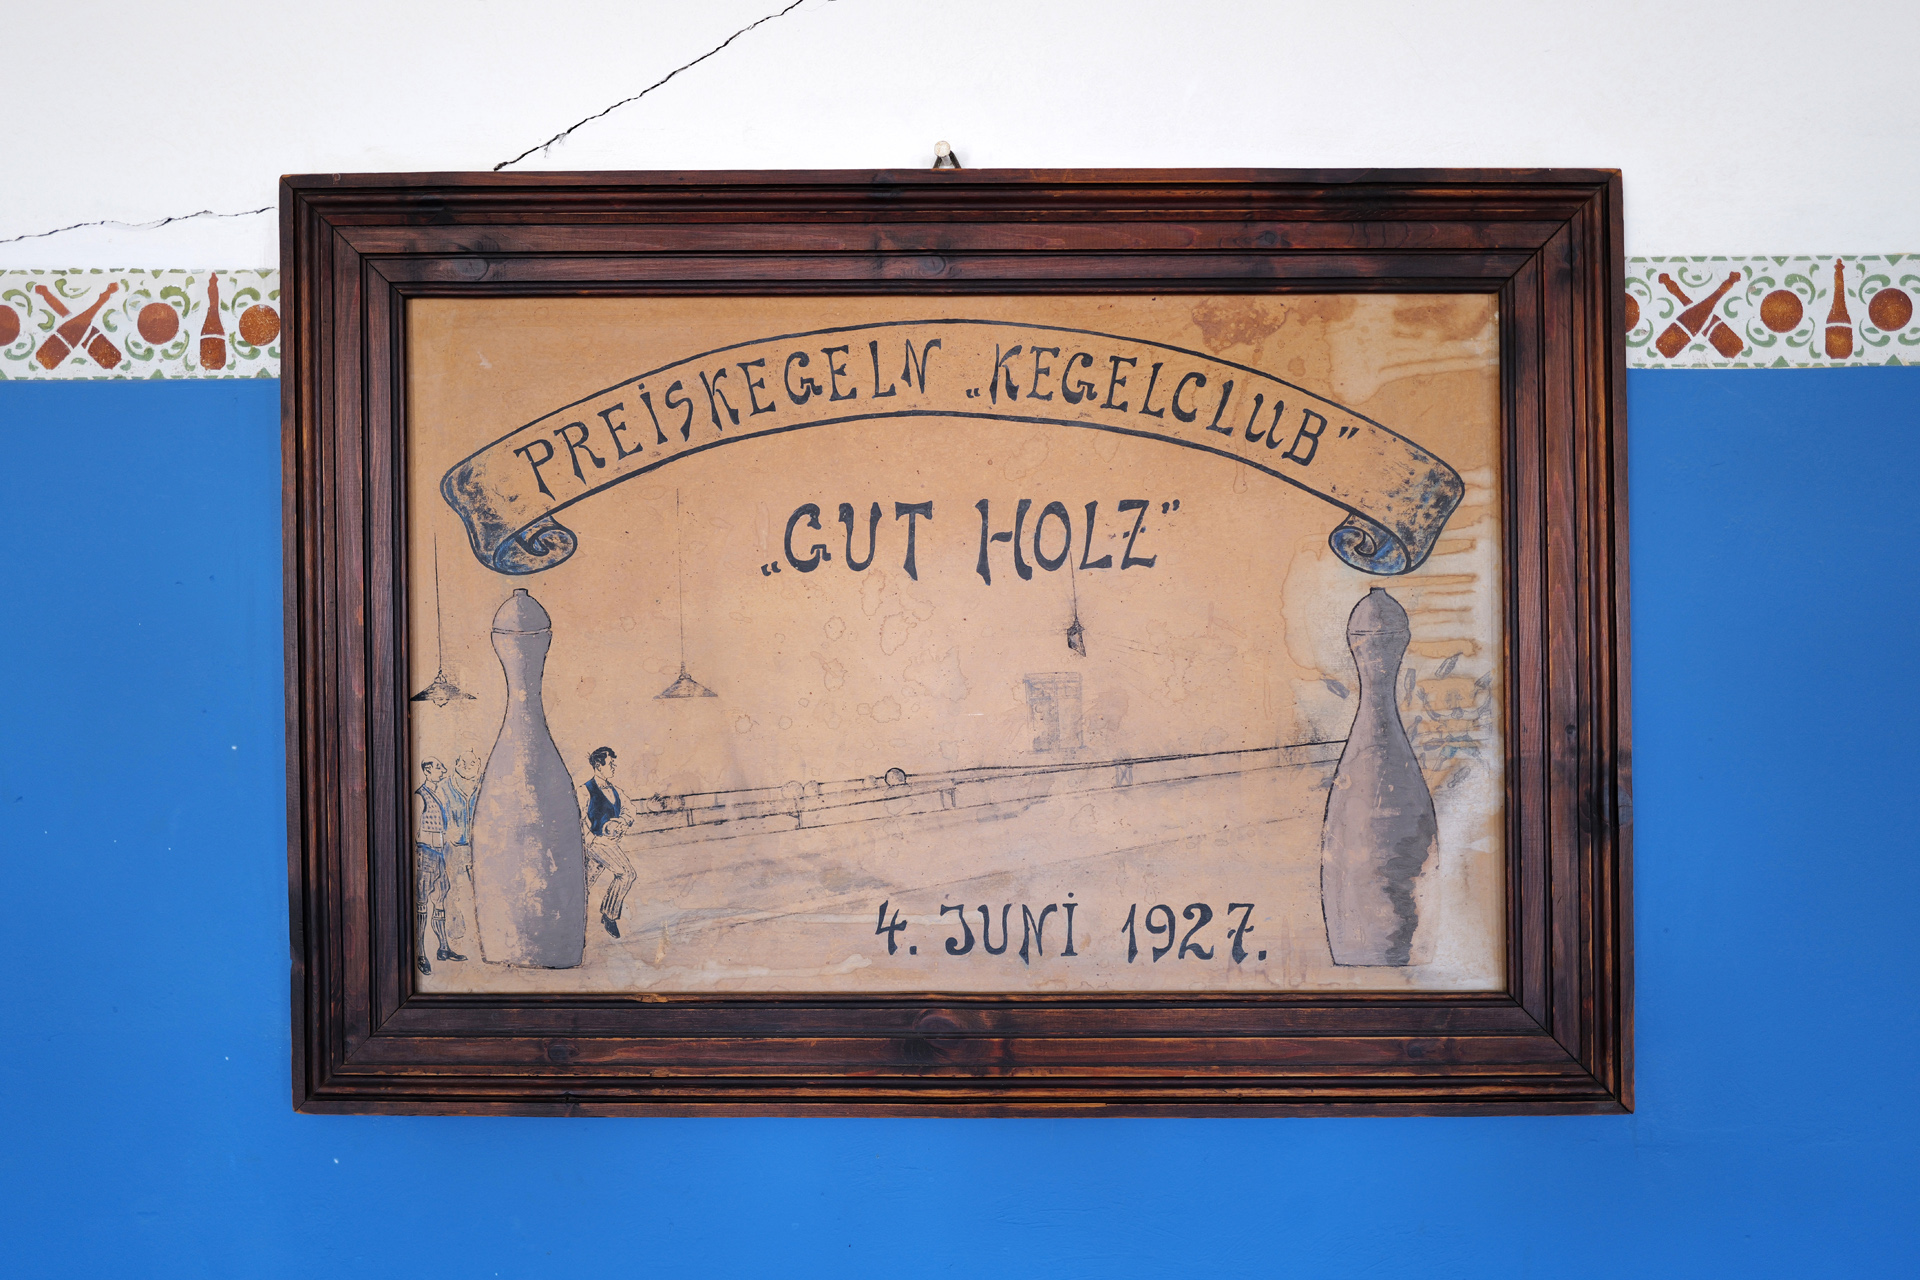 PREISKEGELN „KEGELCLUB"
„GUT HOLZ"
4. JUNI 1927.